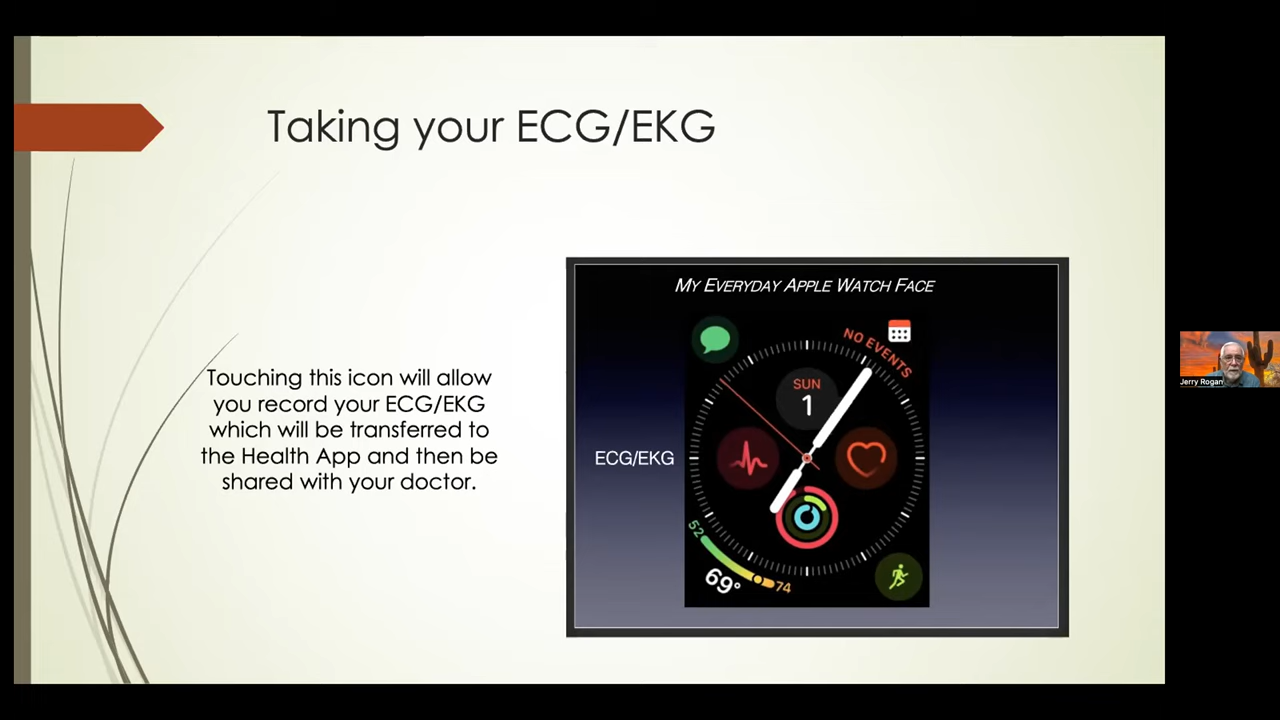 Taking your ECG/EKG
Touching this icon will allow
you record your ECG/EKG
which will be transferred to
the Health App and then be
shared with your doctor.
MY EVERYDAY APPLE WATCH FACE
NO EVENTS
SUN
1
ECG/EKG
52
69°
74
Jerry Rogan